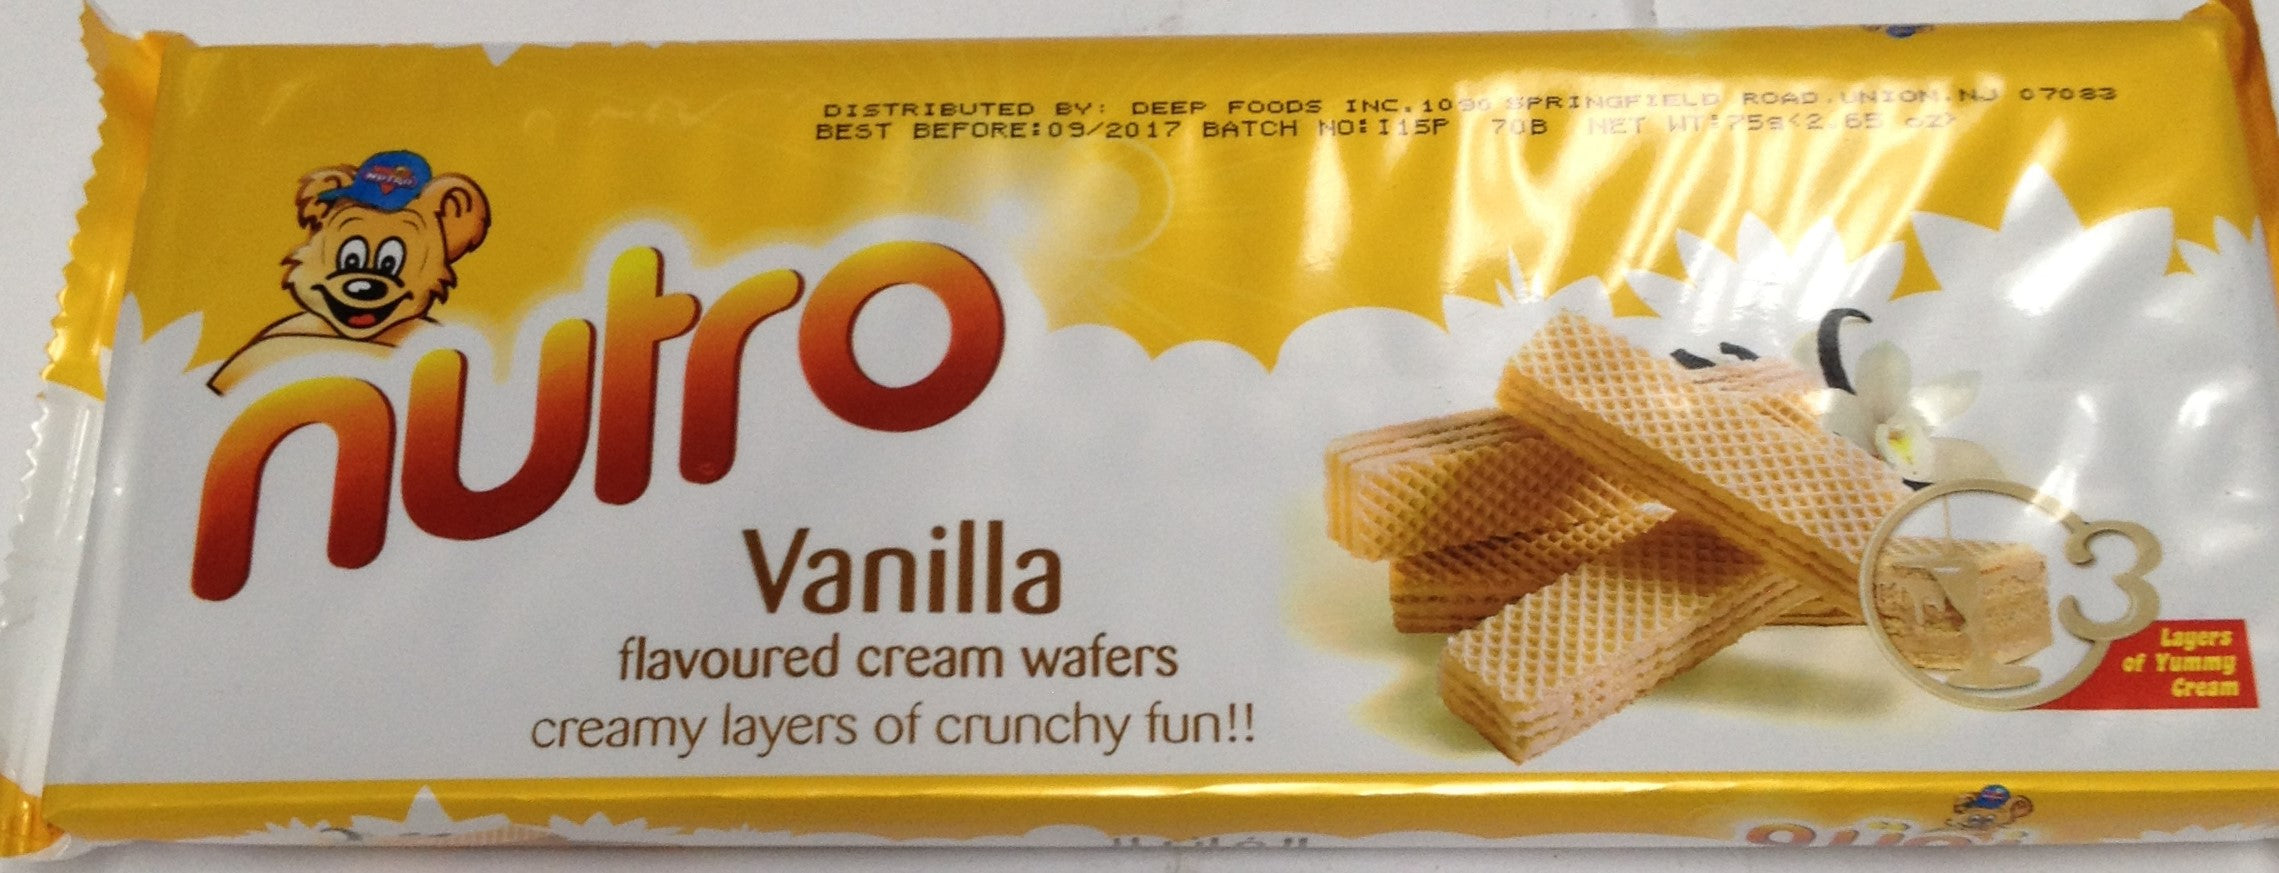 DISTRIBUTED BY: DEEP FOODS INC. 1090 SPRINGFIELD ROAD. UNION. NJ 07083
BEST BEFORE:09/2017 BATCH NO: I15P 70B NET WT:75g<2.65 oz>
NUTRO
nutro
Vanilla
flavoured cream wafers
creamy layers of crunchy fun!!
3
Layers
of Yummy
Cream